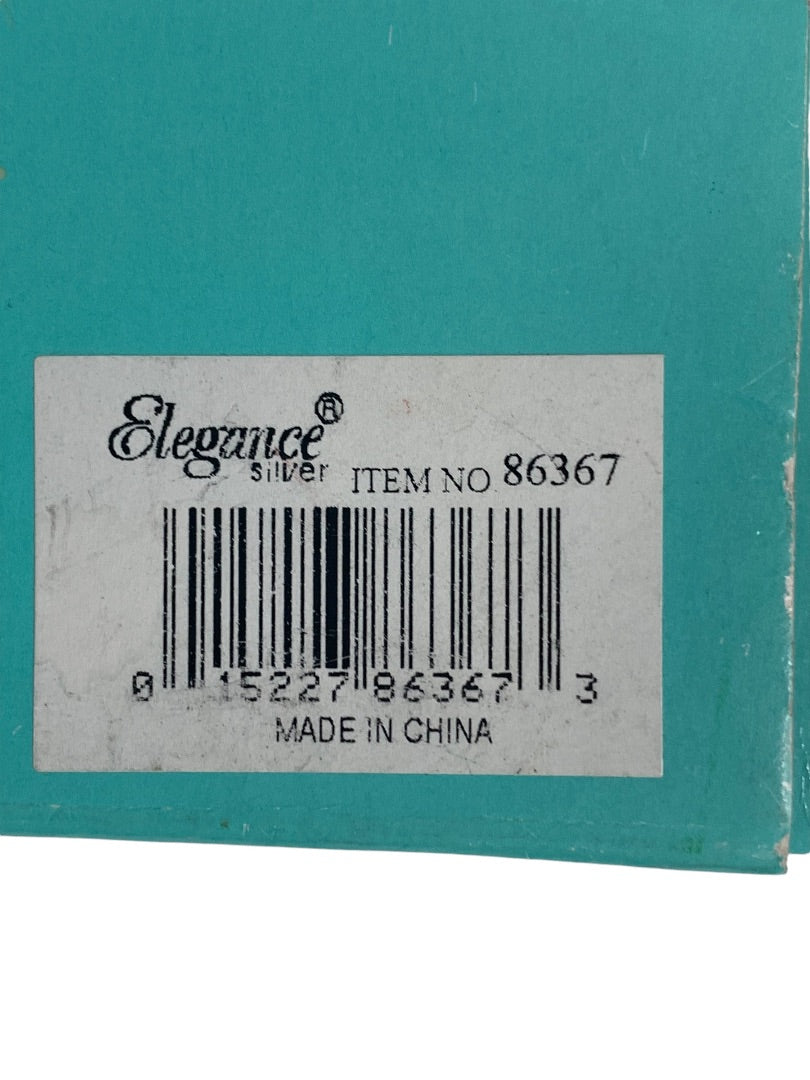 Elegance®
silver ITEM NO. 86367
0 15227 86367 3
MADE IN CHINA